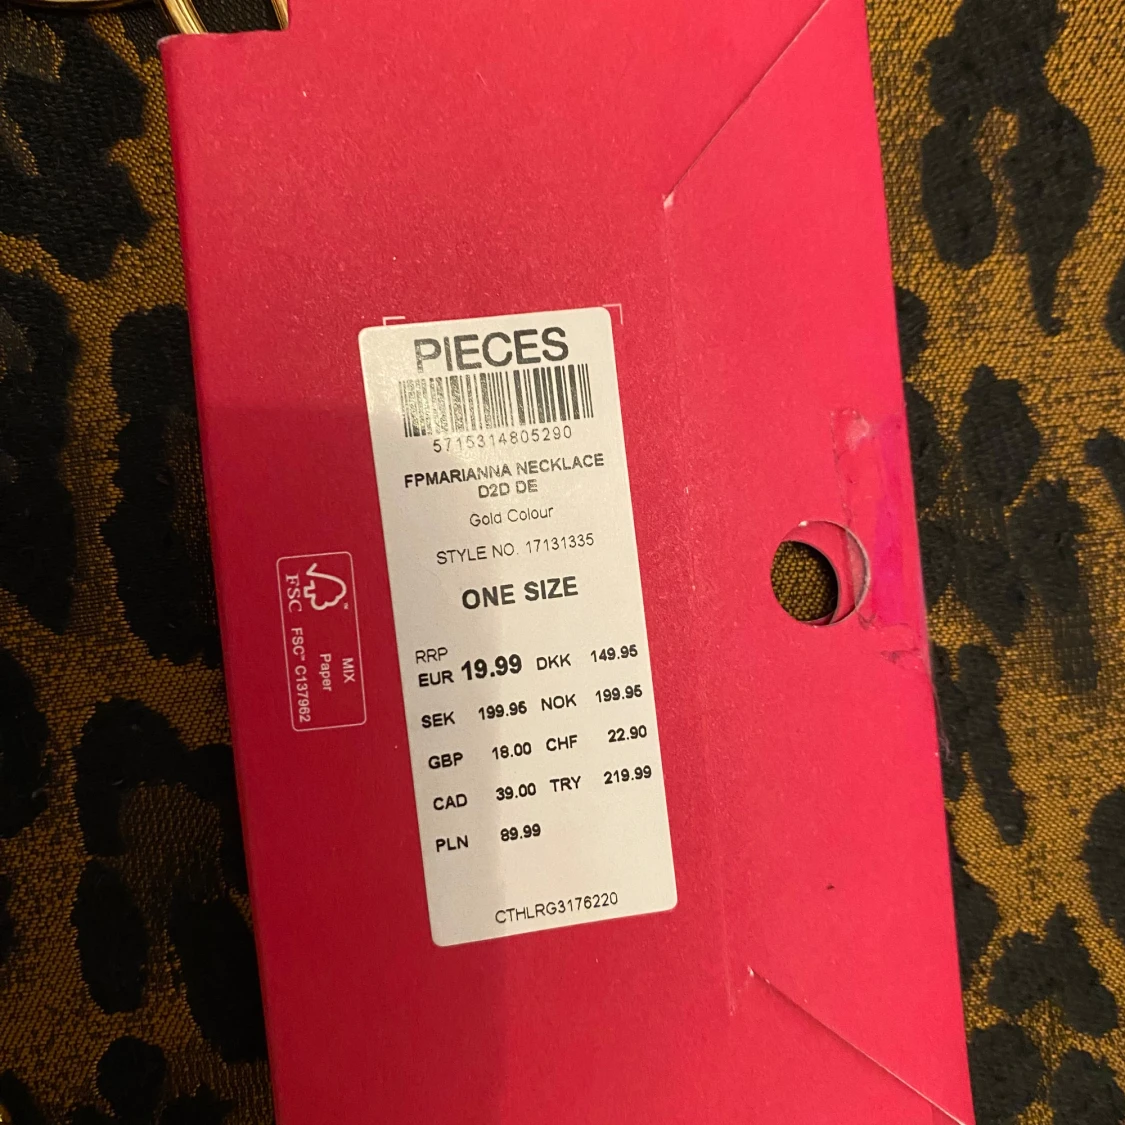 PIECES
5715314805290
FPMARIANNA NECKLACE
D2D DE
Gold Colour
STYLE NO. 17131335
ONE SIZE
RRP
EUR 19.99 DKK 149.95
SEK 199.95 NOK 199.95
GBP 18.00 CHF 22.90
CAD 39.00 TRY 219.99
PLN 89.99
CTHLRG3176220
FSC™
MIX
Paper
FSC™ C137962